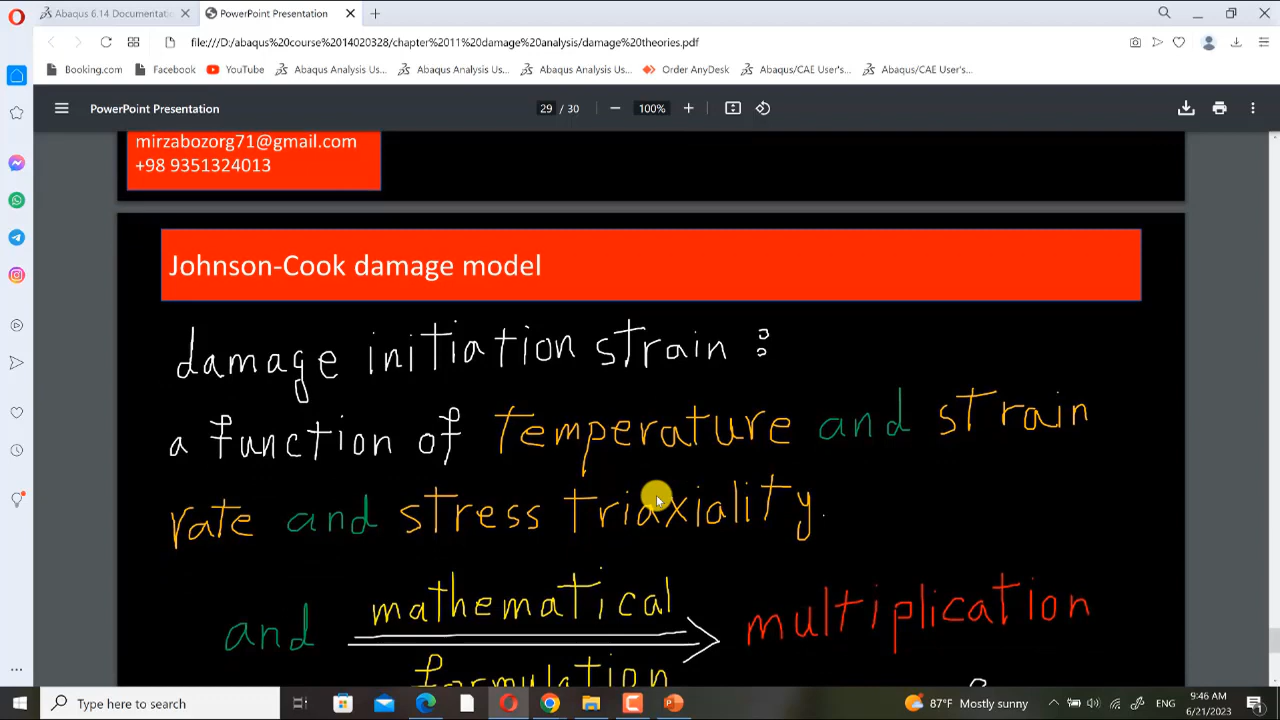 Abaqus 6.14 Documentati
PowerPoint Presentation
file:///D:/abaqus%20course%2014020328/chapter%2011%20damage%20analysis/damage%20theories.pdf
Booking.com
Facebook
YouTube
Abaqus Analysis Us...
Abaqus Analysis Us...
Abaqus Analysis Us...
Order AnyDesk
Abaqus/CAE User's...
Abaqus/CAE User's...
PowerPoint Presentation
29 / 30
100%
mirzabozorg71@gmail.com
+98 9351324013
Johnson-Cook damage model
damage initiation strain :
a function of temperature and strain
rate and stress triaxiality.
and mathematical multiplication
formulation
Type here to search
87°F Mostly sunny
ENG
9:46 AM
6/21/2023